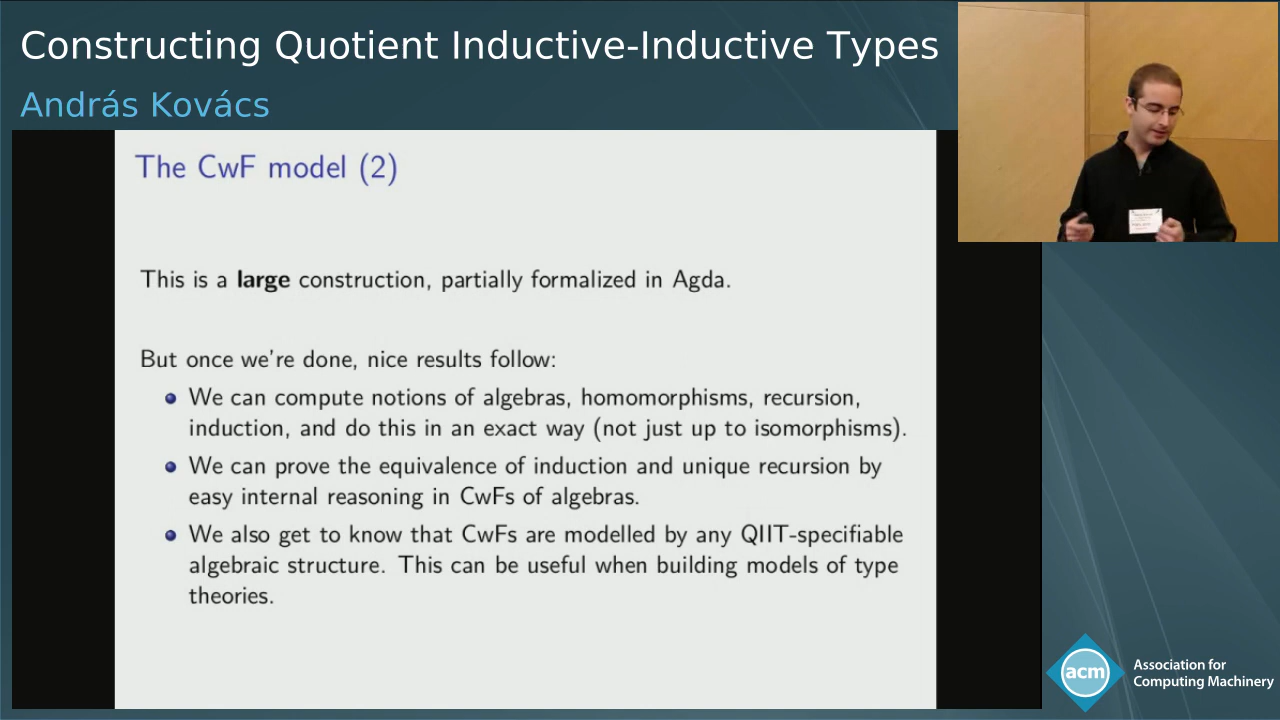 Constructing Quotient Inductive-Inductive Types
András Kovács
The CwF model (2)
This is a large construction, partially formalized in Agda.
But once we're done, nice results follow:
We can compute notions of algebras, homomorphisms, recursion,
induction, and do this in an exact way (not just up to isomorphisms).
We can prove the equivalence of induction and unique recursion by
easy internal reasoning in CwFs of algebras.
We also get to know that CwFs are modelled by any QIIT-specifiable
algebraic structure. This can be useful when building models of type
theories.
acm
Association for
Computing Machinery